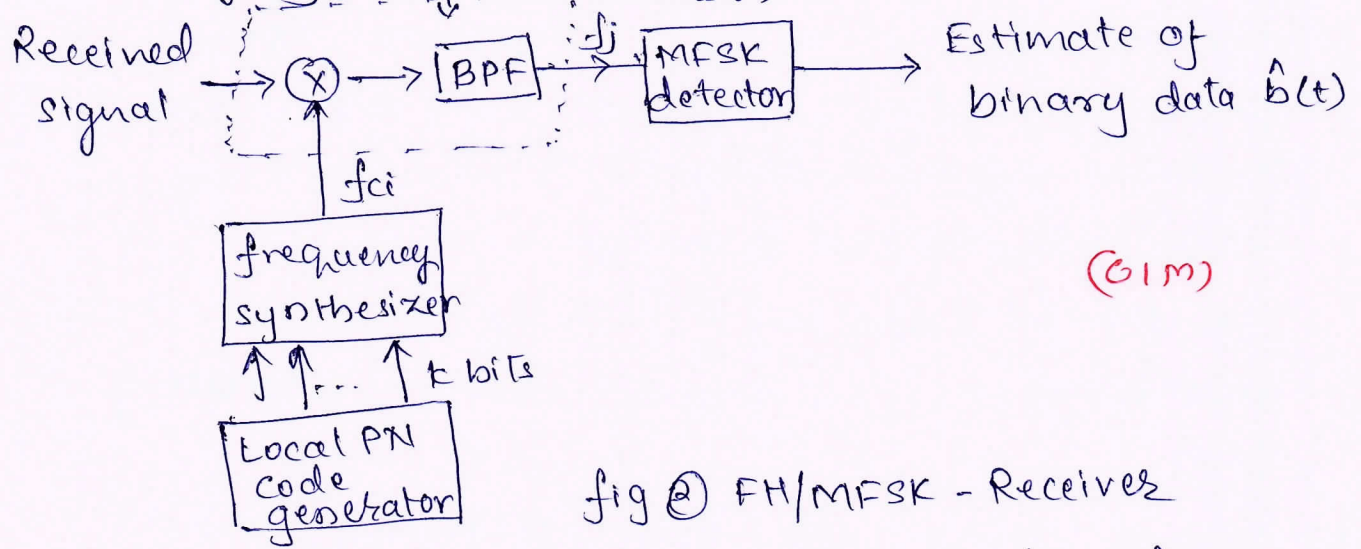 Received
signal
X
BPF
fj
MFSK
detector
Estimate of
binary data b̂(t)
fci
frequency
synthesizer
... k bits
(01M)
Local PN
code
generator
fig ② FH/MFSK - Receiver